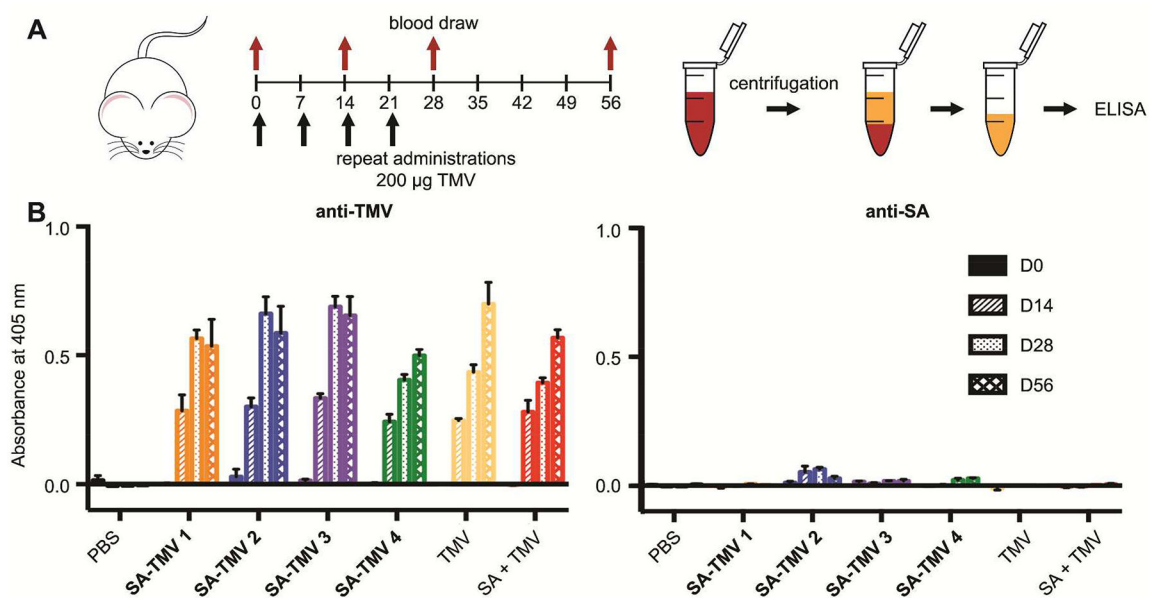 A
blood draw
0 7 14 21 28 35 42 49 56
repeat administrations
200 µg TMV
centrifugation
ELISA
B
anti-TMV
1.0
0.5
0.0
Absorbance at 405 nm
PBS
SA-TMV 1
SA-TMV 2
SA-TMV 3
SA-TMV 4
TMV
SA + TMV
anti-SA
1.0
0.5
0.0
D0
D14
D28
D56
PBS
SA-TMV 1
SA-TMV 2
SA-TMV 3
SA-TMV 4
TMV
SA + TMV